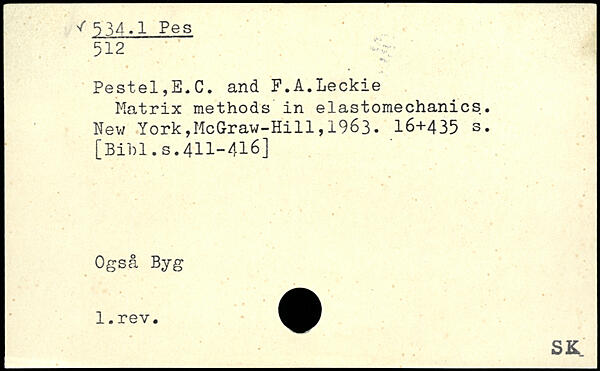 ✓ 534.1 Pes
512
Pestel,E.C. and F.A.Leckie
Matrix methods in elastomechanics.
New York,McGraw-Hill,1963. 16+435 s.
[Bibl.s.411-416]
Også Byg
1.rev.
SK